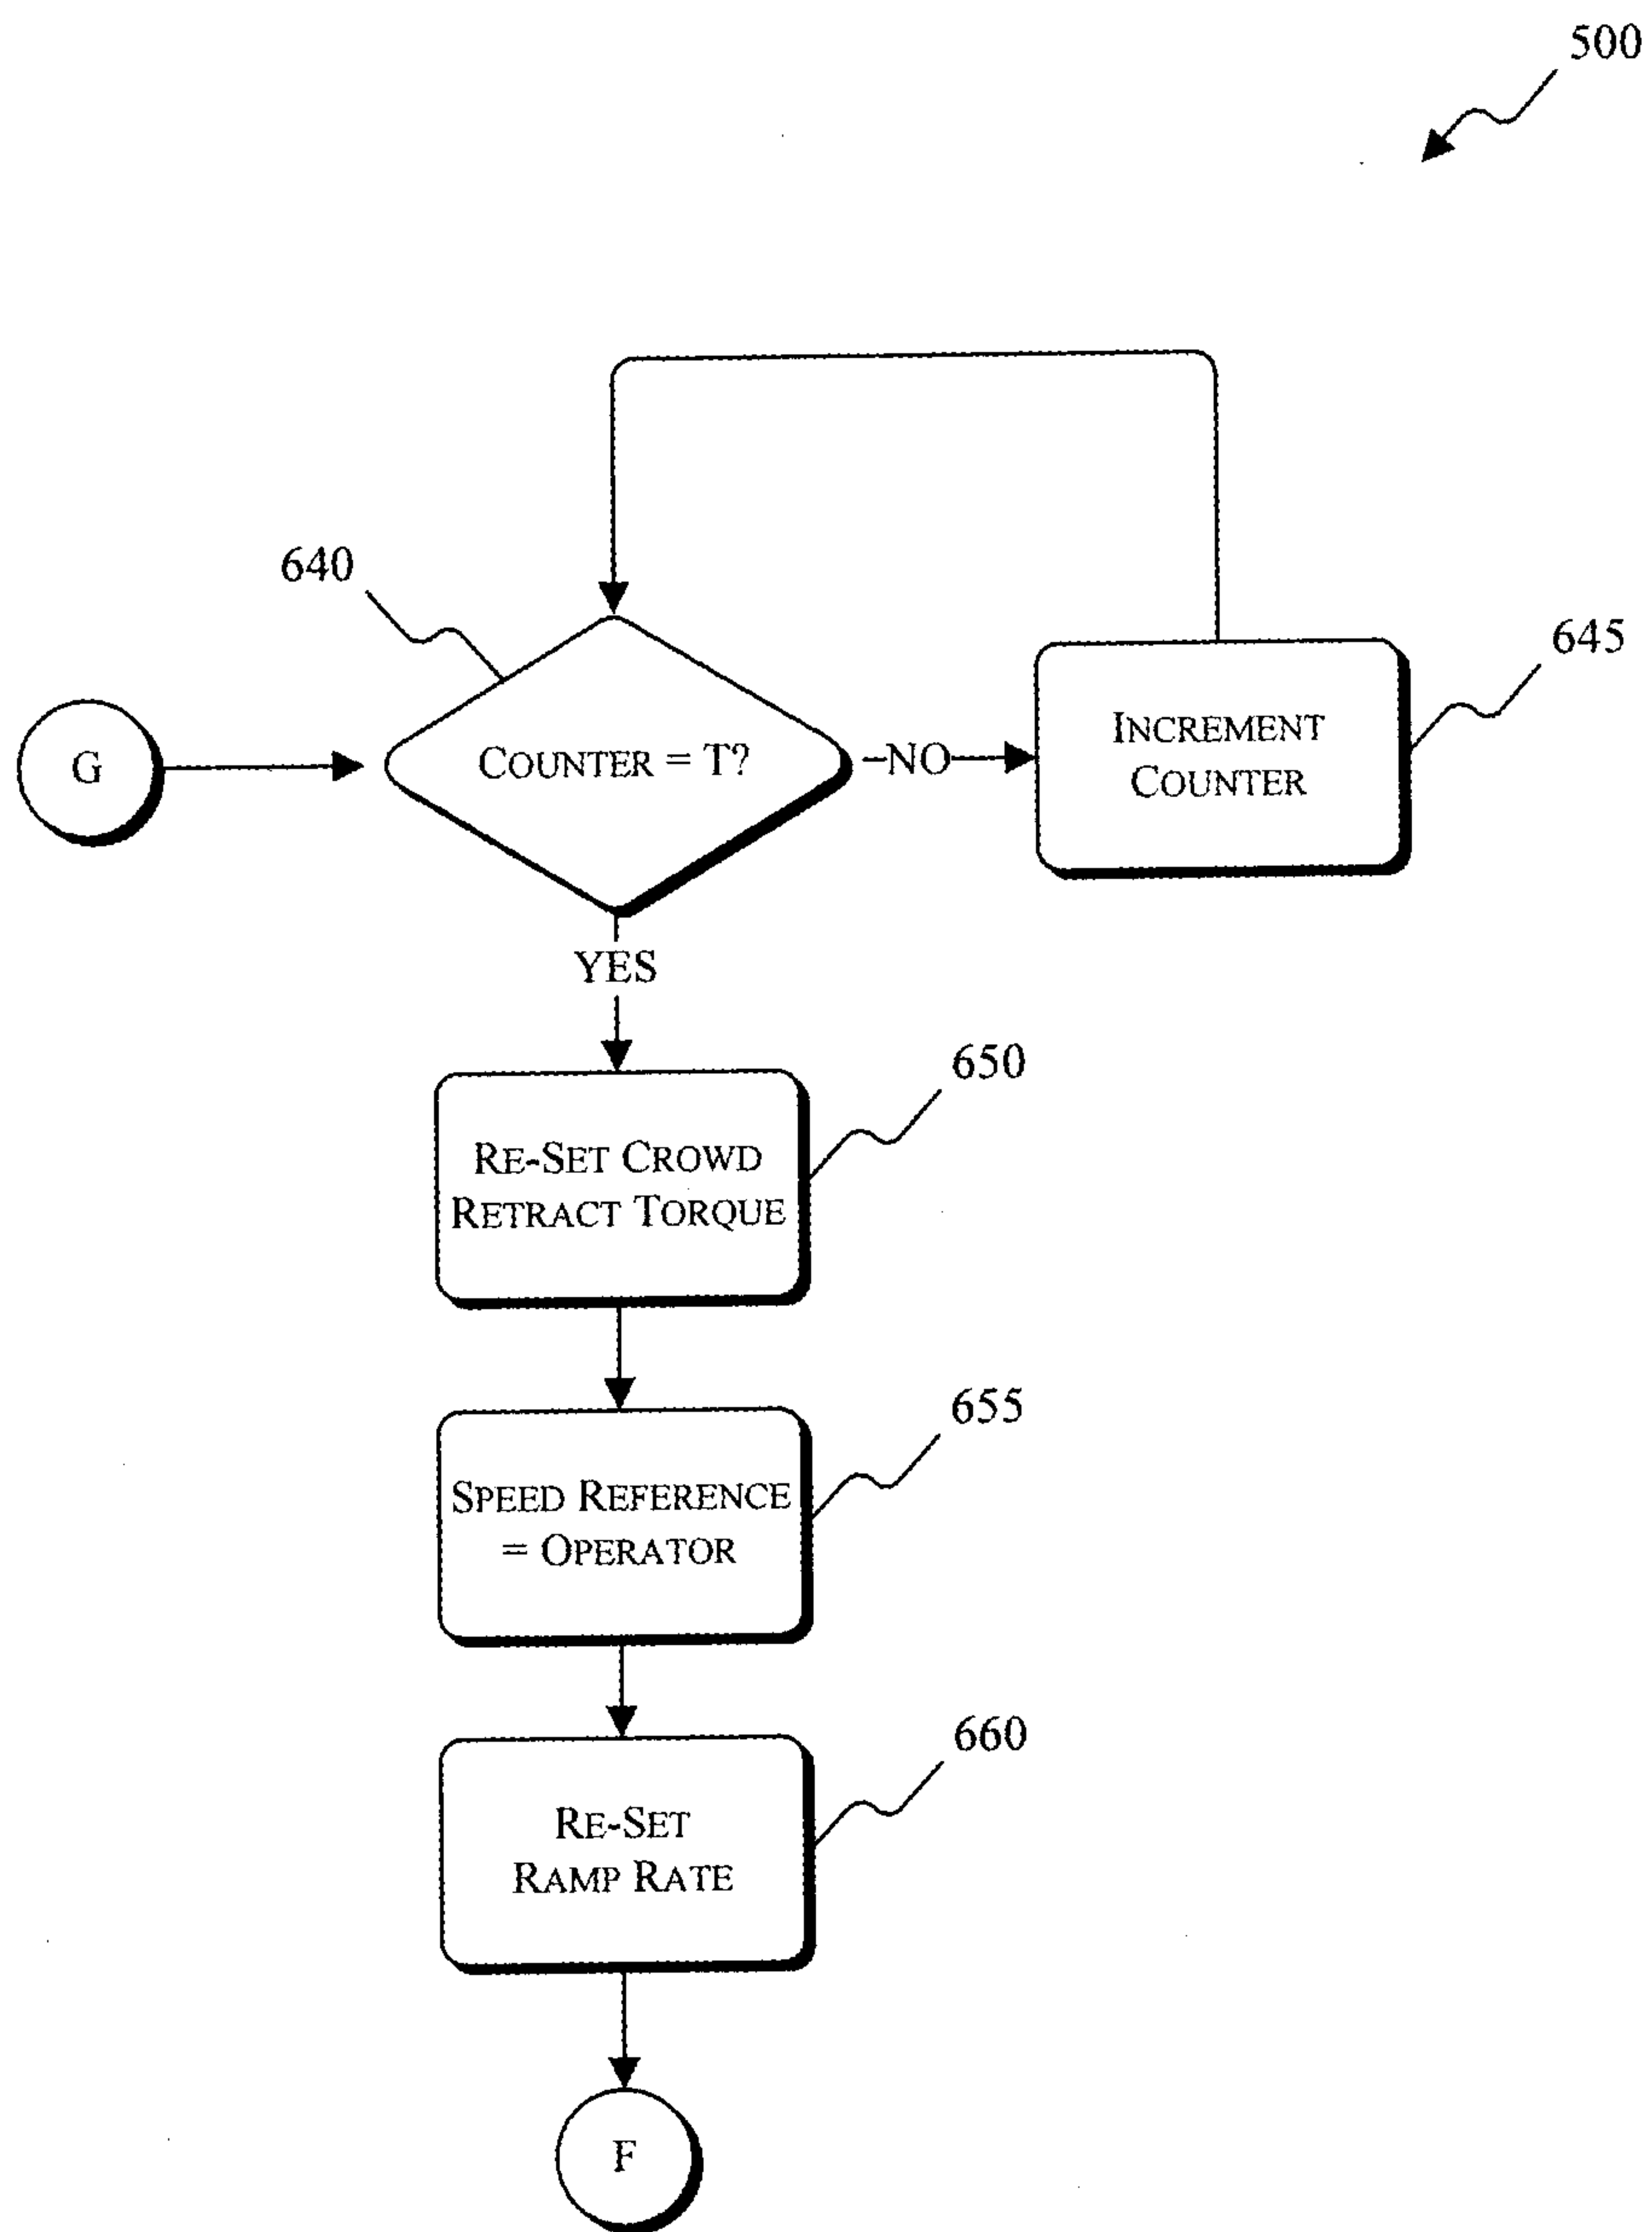 500
640
645
G
COUNTER = T?
–NO
INCREMENT
COUNTER
YES
650
RE-SET CROWD
RETRACT TORQUE
655
SPEED REFERENCE
= OPERATOR
660
RE-SET
RAMP RATE
F